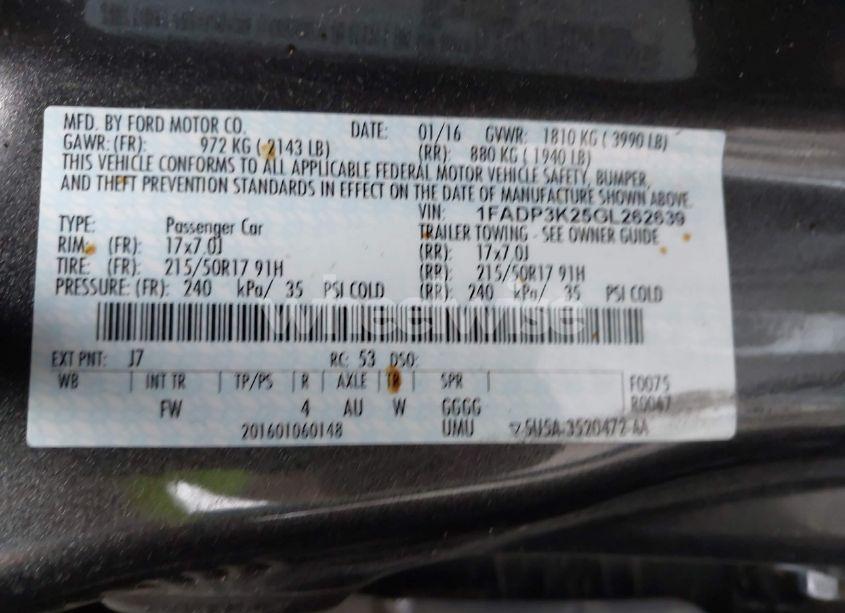 MFD. BY FORD MOTOR CO. DATE: 01/16 GVWR: 1810 KG ( 3990 LB)
GAWR: (FR): 972 KG ( 2143 LB) (RR): 880 KG ( 1940 LB)
THIS VEHICLE CONFORMS TO ALL APPLICABLE FEDERAL MOTOR VEHICLE SAFETY, BUMPER,
AND THEFT PREVENTION STANDARDS IN EFFECT ON THE DATE OF MANUFACTURE SHOWN ABOVE.
VIN: 1FADP3K25GL262639
TYPE: Passenger Car TRAILER TOWING - SEE OWNER GUIDE
RIM: (FR): 17x7.0J (RR): 17x7.0J
TIRE: (FR): 215/50R17 91H (RR): 215/50R17 91H
PRESSURE: (FR): 240 kPa/ 35 PSI COLD (RR): 240 kPa/ 35 PSI COLD
wheelwise
EXT PNT: J7 RC: 53 DSO:
WB INT TR TP/PS R AXLE TR SPR F0075
FW 4 AU W GGGG R0047
201601060148 UMU 5U5A-3520472-AA